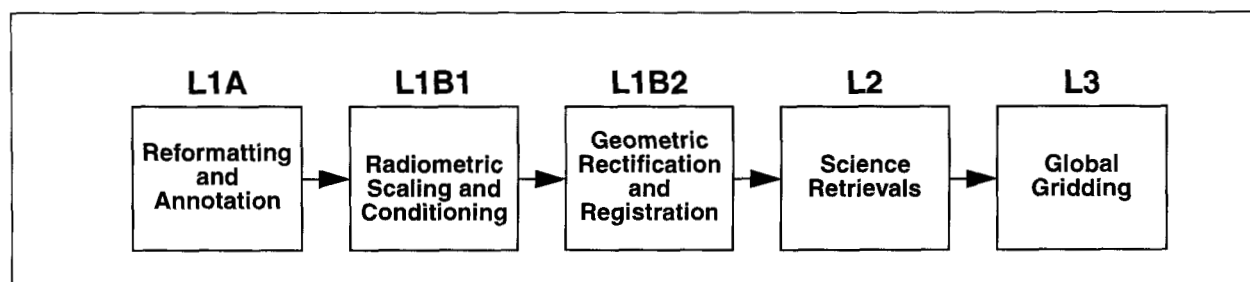 L1A
Reformatting
and
Annotation
L1B1
Radiometric
Scaling and
Conditioning
L1B2
Geometric
Rectification
and
Registration
L2
Science
Retrievals
L3
Global
Gridding